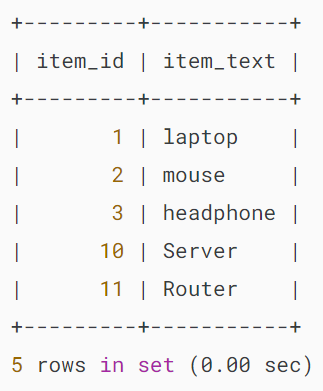 +---------+-----------+
| item_id | item_text |
+---------+-----------+
|       1 | laptop    |
|       2 | mouse     |
|       3 | headphone |
|      10 | Server    |
|      11 | Router    |
+---------+-----------+
5 rows in set (0.00 sec)